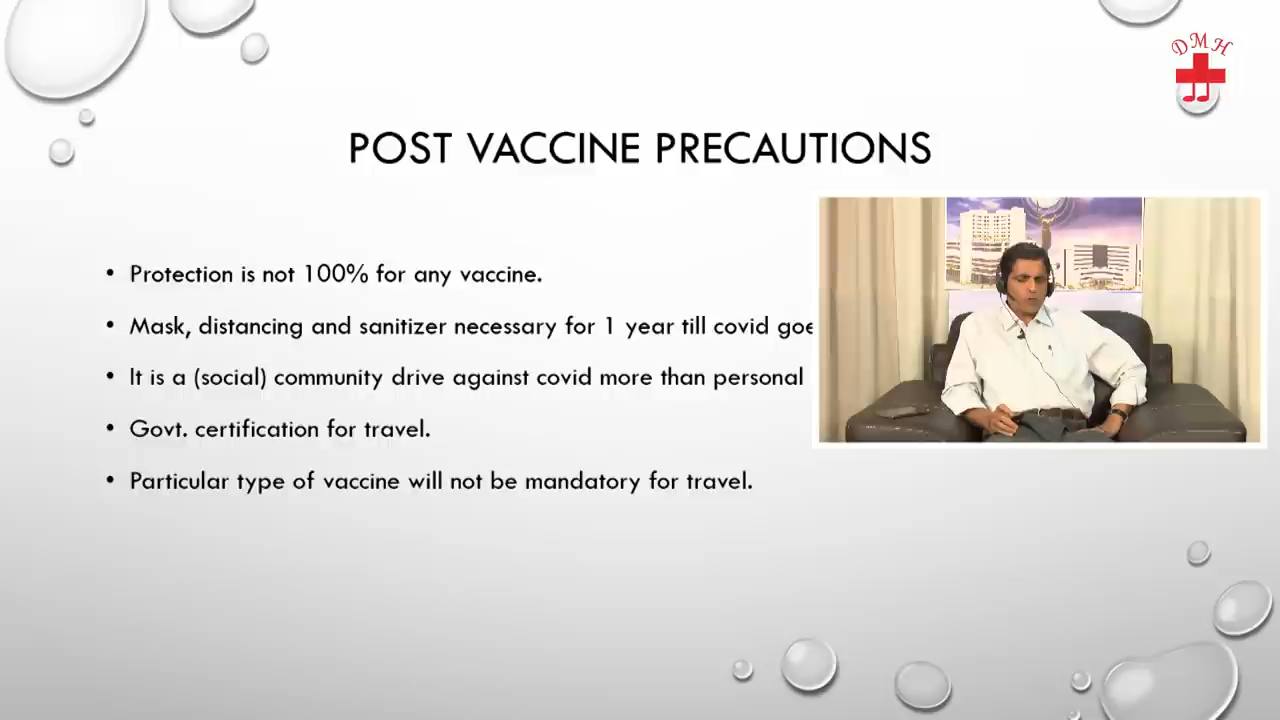 DMH
POST VACCINE PRECAUTIONS
• Protection is not 100% for any vaccine.
• Mask, distancing and sanitizer necessary for 1 year till covid goe
• It is a (social) community drive against covid more than personal
• Govt. certification for travel.
• Particular type of vaccine will not be mandatory for travel.